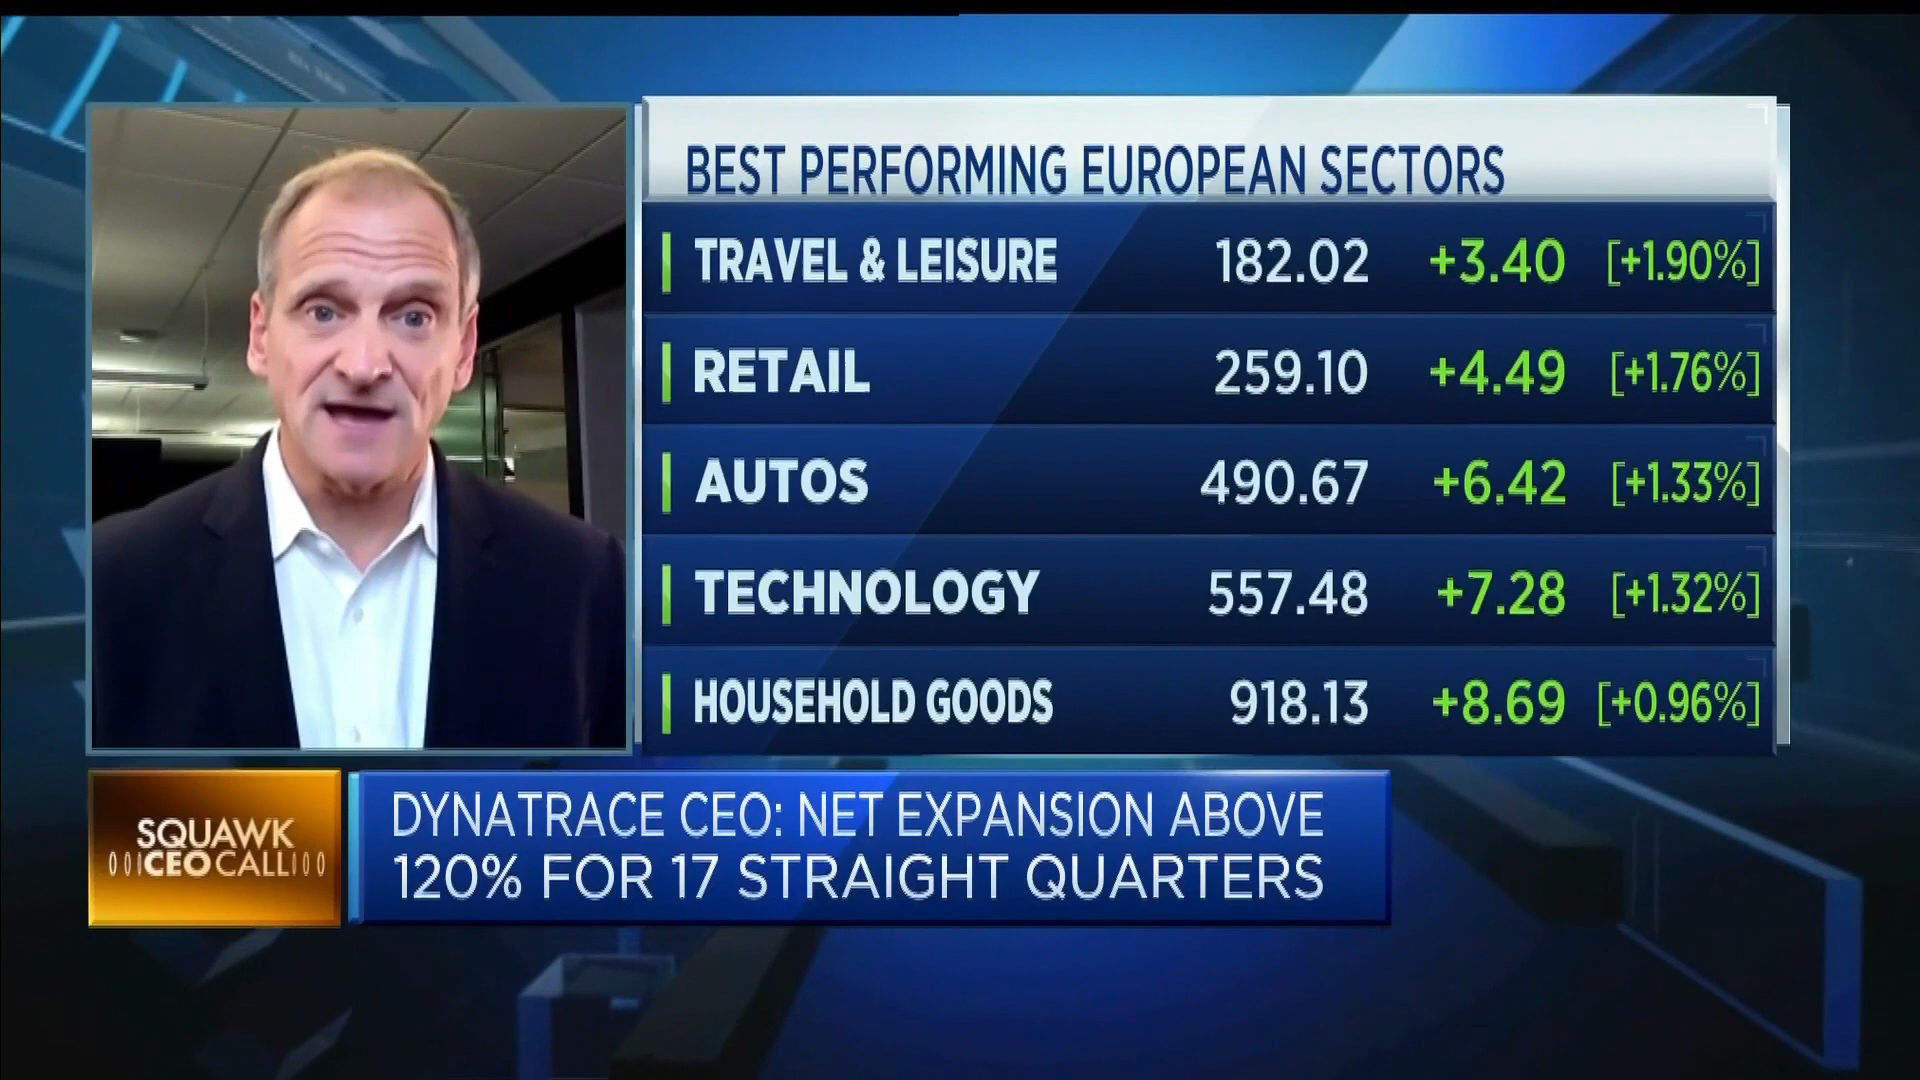 BEST PERFORMING EUROPEAN SECTORS
TRAVEL & LEISURE 182.02 +3.40 [+1.90%]
RETAIL 259.10 +4.49 [+1.76%]
AUTOS 490.67 +6.42 [+1.33%]
TECHNOLOGY 557.48 +7.28 [+1.32%]
HOUSEHOLD GOODS 918.13 +8.69 [+0.96%]
SQUAWK
CEO CALL
DYNATRACE CEO: NET EXPANSION ABOVE
120% FOR 17 STRAIGHT QUARTERS